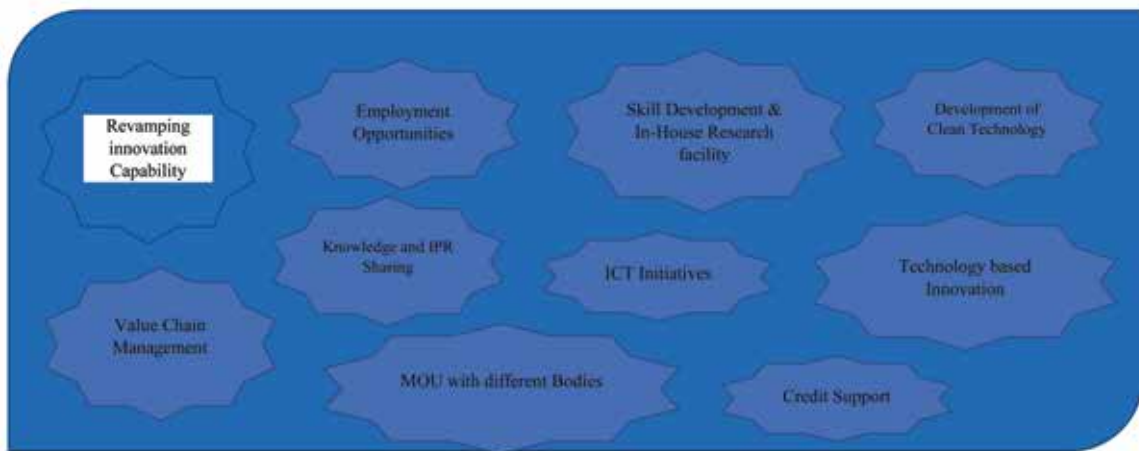 Revamping
innovation
Capability
Employment
Opportunities
Skill Development &
In-House Research
facility
Development of
Clean Technology
Knowledge and IPR
Sharing
ICT Initiatives
Technology based
Innovation
Value Chain
Management
MOU with different Bodies
Credit Support